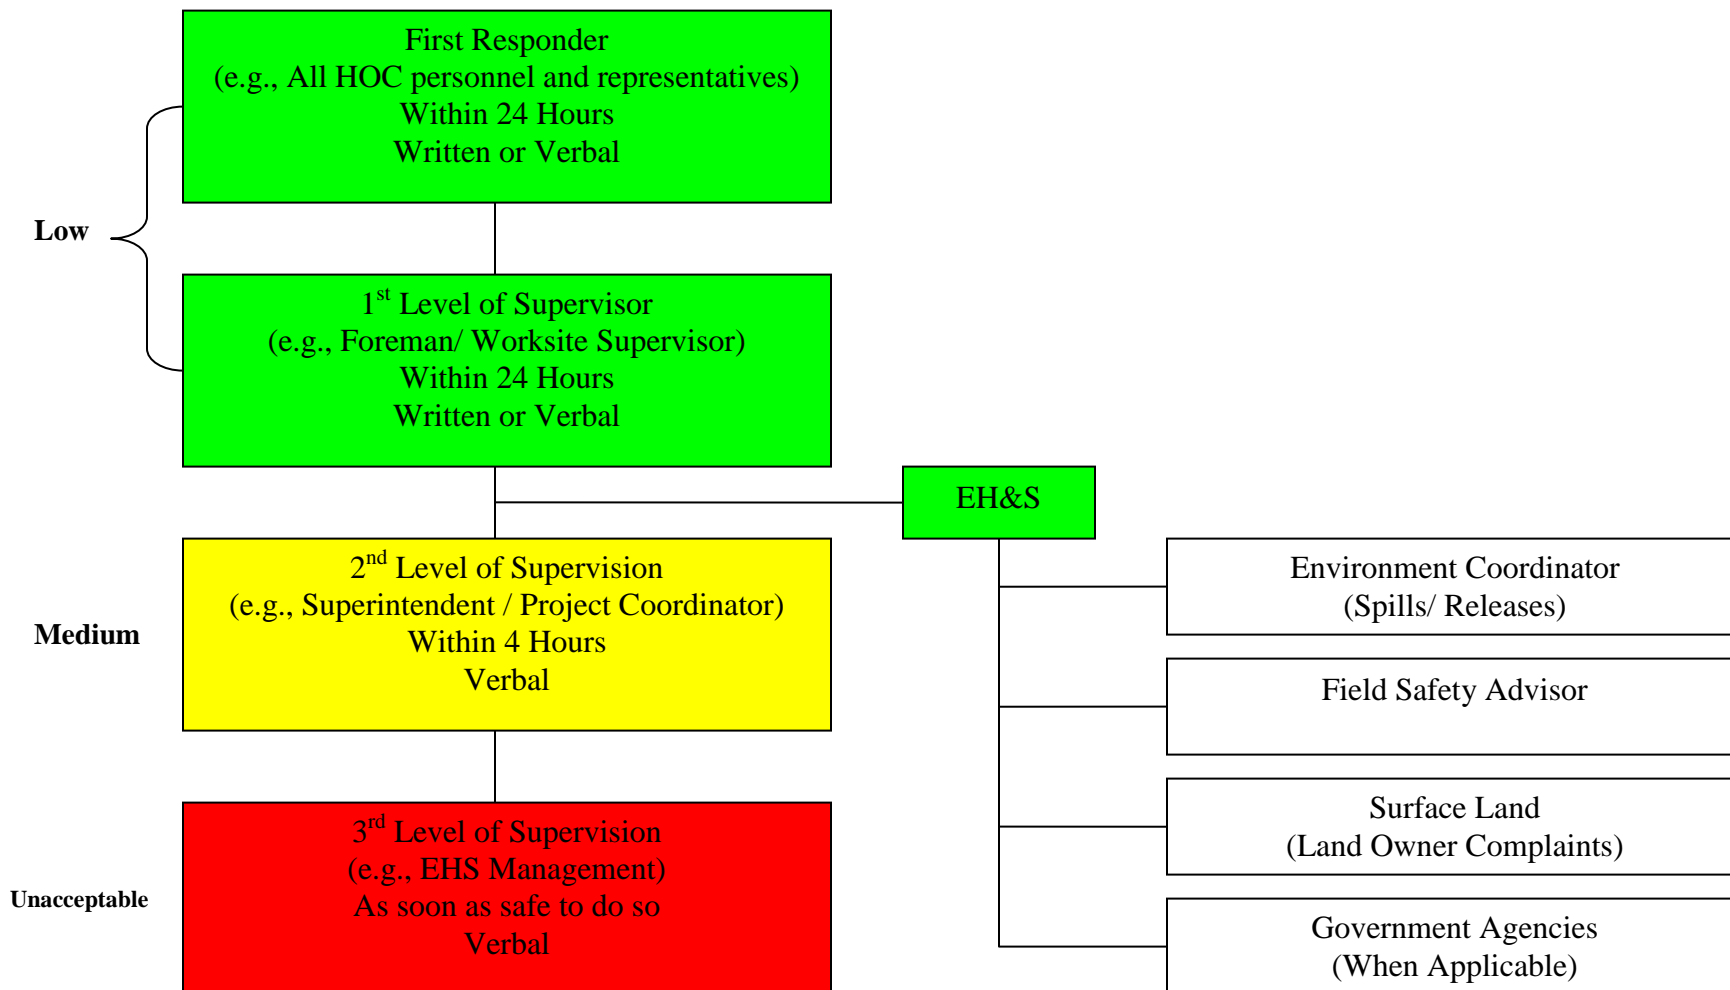 First Responder
(e.g., All HOC personnel and representatives)
Within 24 Hours
Written or Verbal
Low
1st Level of Supervisor
(e.g., Foreman/ Worksite Supervisor)
Within 24 Hours
Written or Verbal
EH&S
2nd Level of Supervision
(e.g., Superintendent / Project Coordinator)
Within 4 Hours
Verbal
Medium
Environment Coordinator
(Spills/ Releases)
Field Safety Advisor
Surface Land
(Land Owner Complaints)
3rd Level of Supervision
(e.g., EHS Management)
As soon as safe to do so
Verbal
Unacceptable
Government Agencies
(When Applicable)